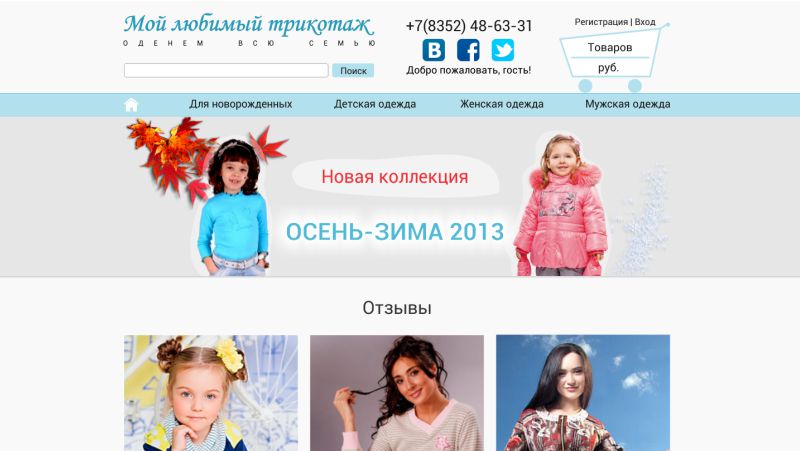 Мой любимый трикотаж
ОДЕНЕМ ВСЮ СЕМЬЮ
Поиск
+7(8352) 48-63-31
B f
Добро пожаловать, гость!
Регистрация | Вход
Товаров
руб.
Для новорожденных Детская одежда Женская одежда Мужская одежда
Новая коллекция
ОСЕНЬ-ЗИМА 2013
Отзывы